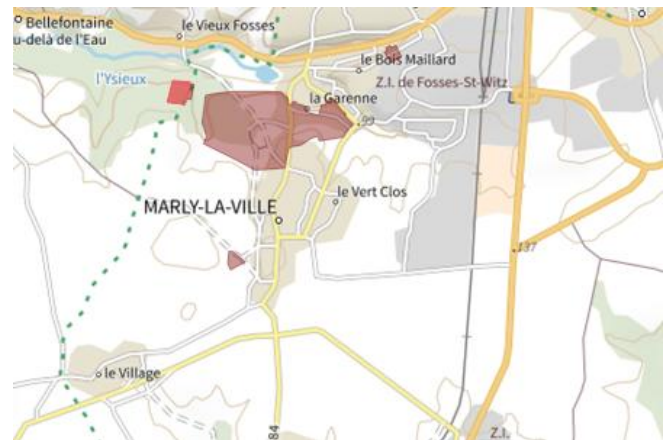 Bellefontaine
u-delà de l'Eau
le Vieux Fosses
le Bois Maillard
l'Ysieux
Z.I. de Fosses-St-Witz
la Garenne
99
le Vert Clos
MARLY-LA-VILLE
137
le Village
84
Z.I.